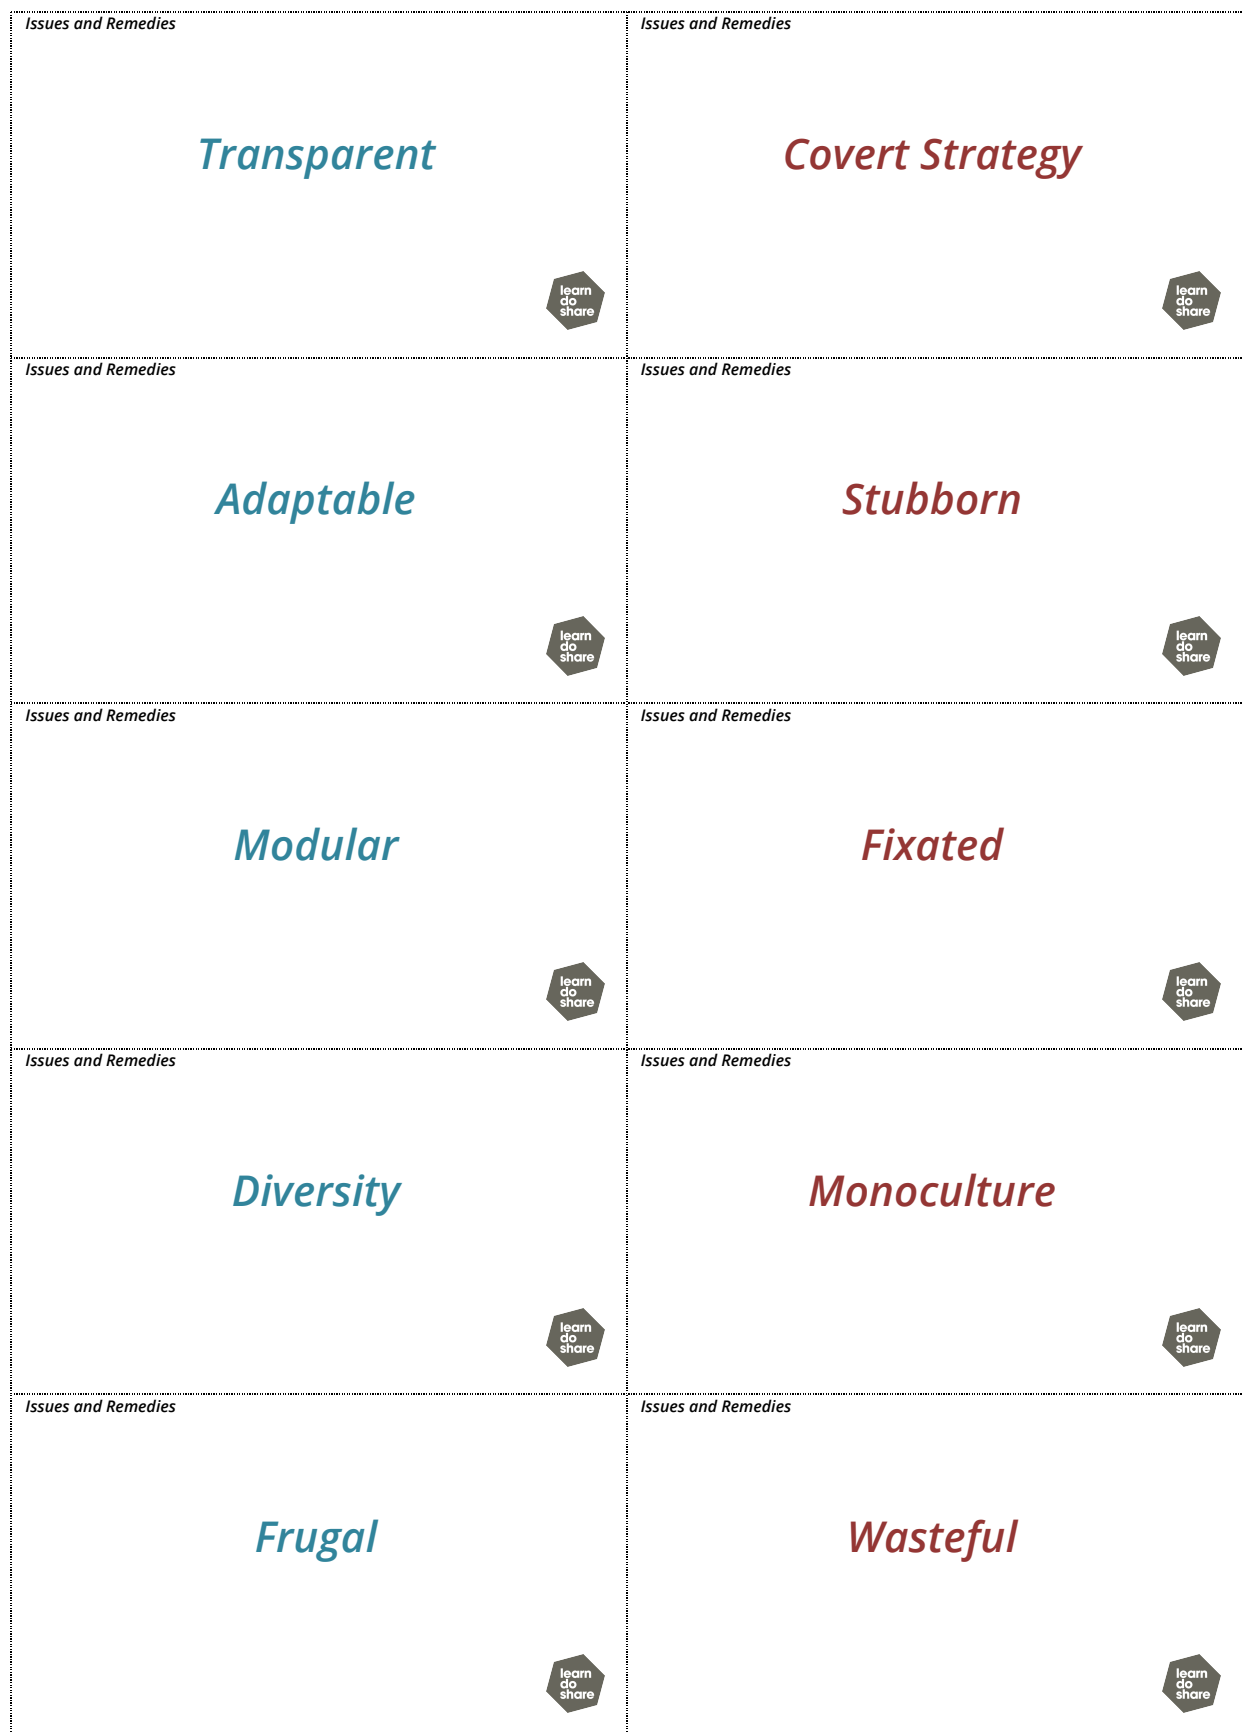 Issues and Remedies
Transparent
learn
do
share
Issues and Remedies
Covert Strategy
learn
do
share
Issues and Remedies
Adaptable
learn
do
share
Issues and Remedies
Stubborn
learn
do
share
Issues and Remedies
Modular
learn
do
share
Issues and Remedies
Fixated
learn
do
share
Issues and Remedies
Diversity
learn
do
share
Issues and Remedies
Monoculture
learn
do
share
Issues and Remedies
Frugal
learn
do
share
Issues and Remedies
Wasteful
learn
do
share